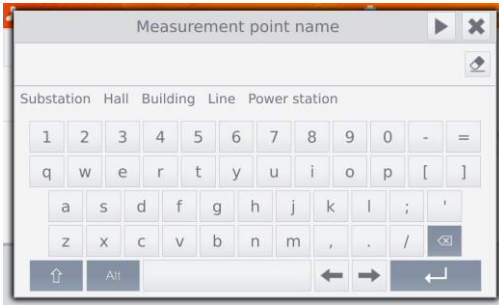 Measurement point name
Substation Hall Building Line Power station
1 2 3 4 5 6 7 8 9 0 - =
q w e r t y u i o p [ ]
a s d f g h j k l ; '
z x c v b n m , . /
Alt